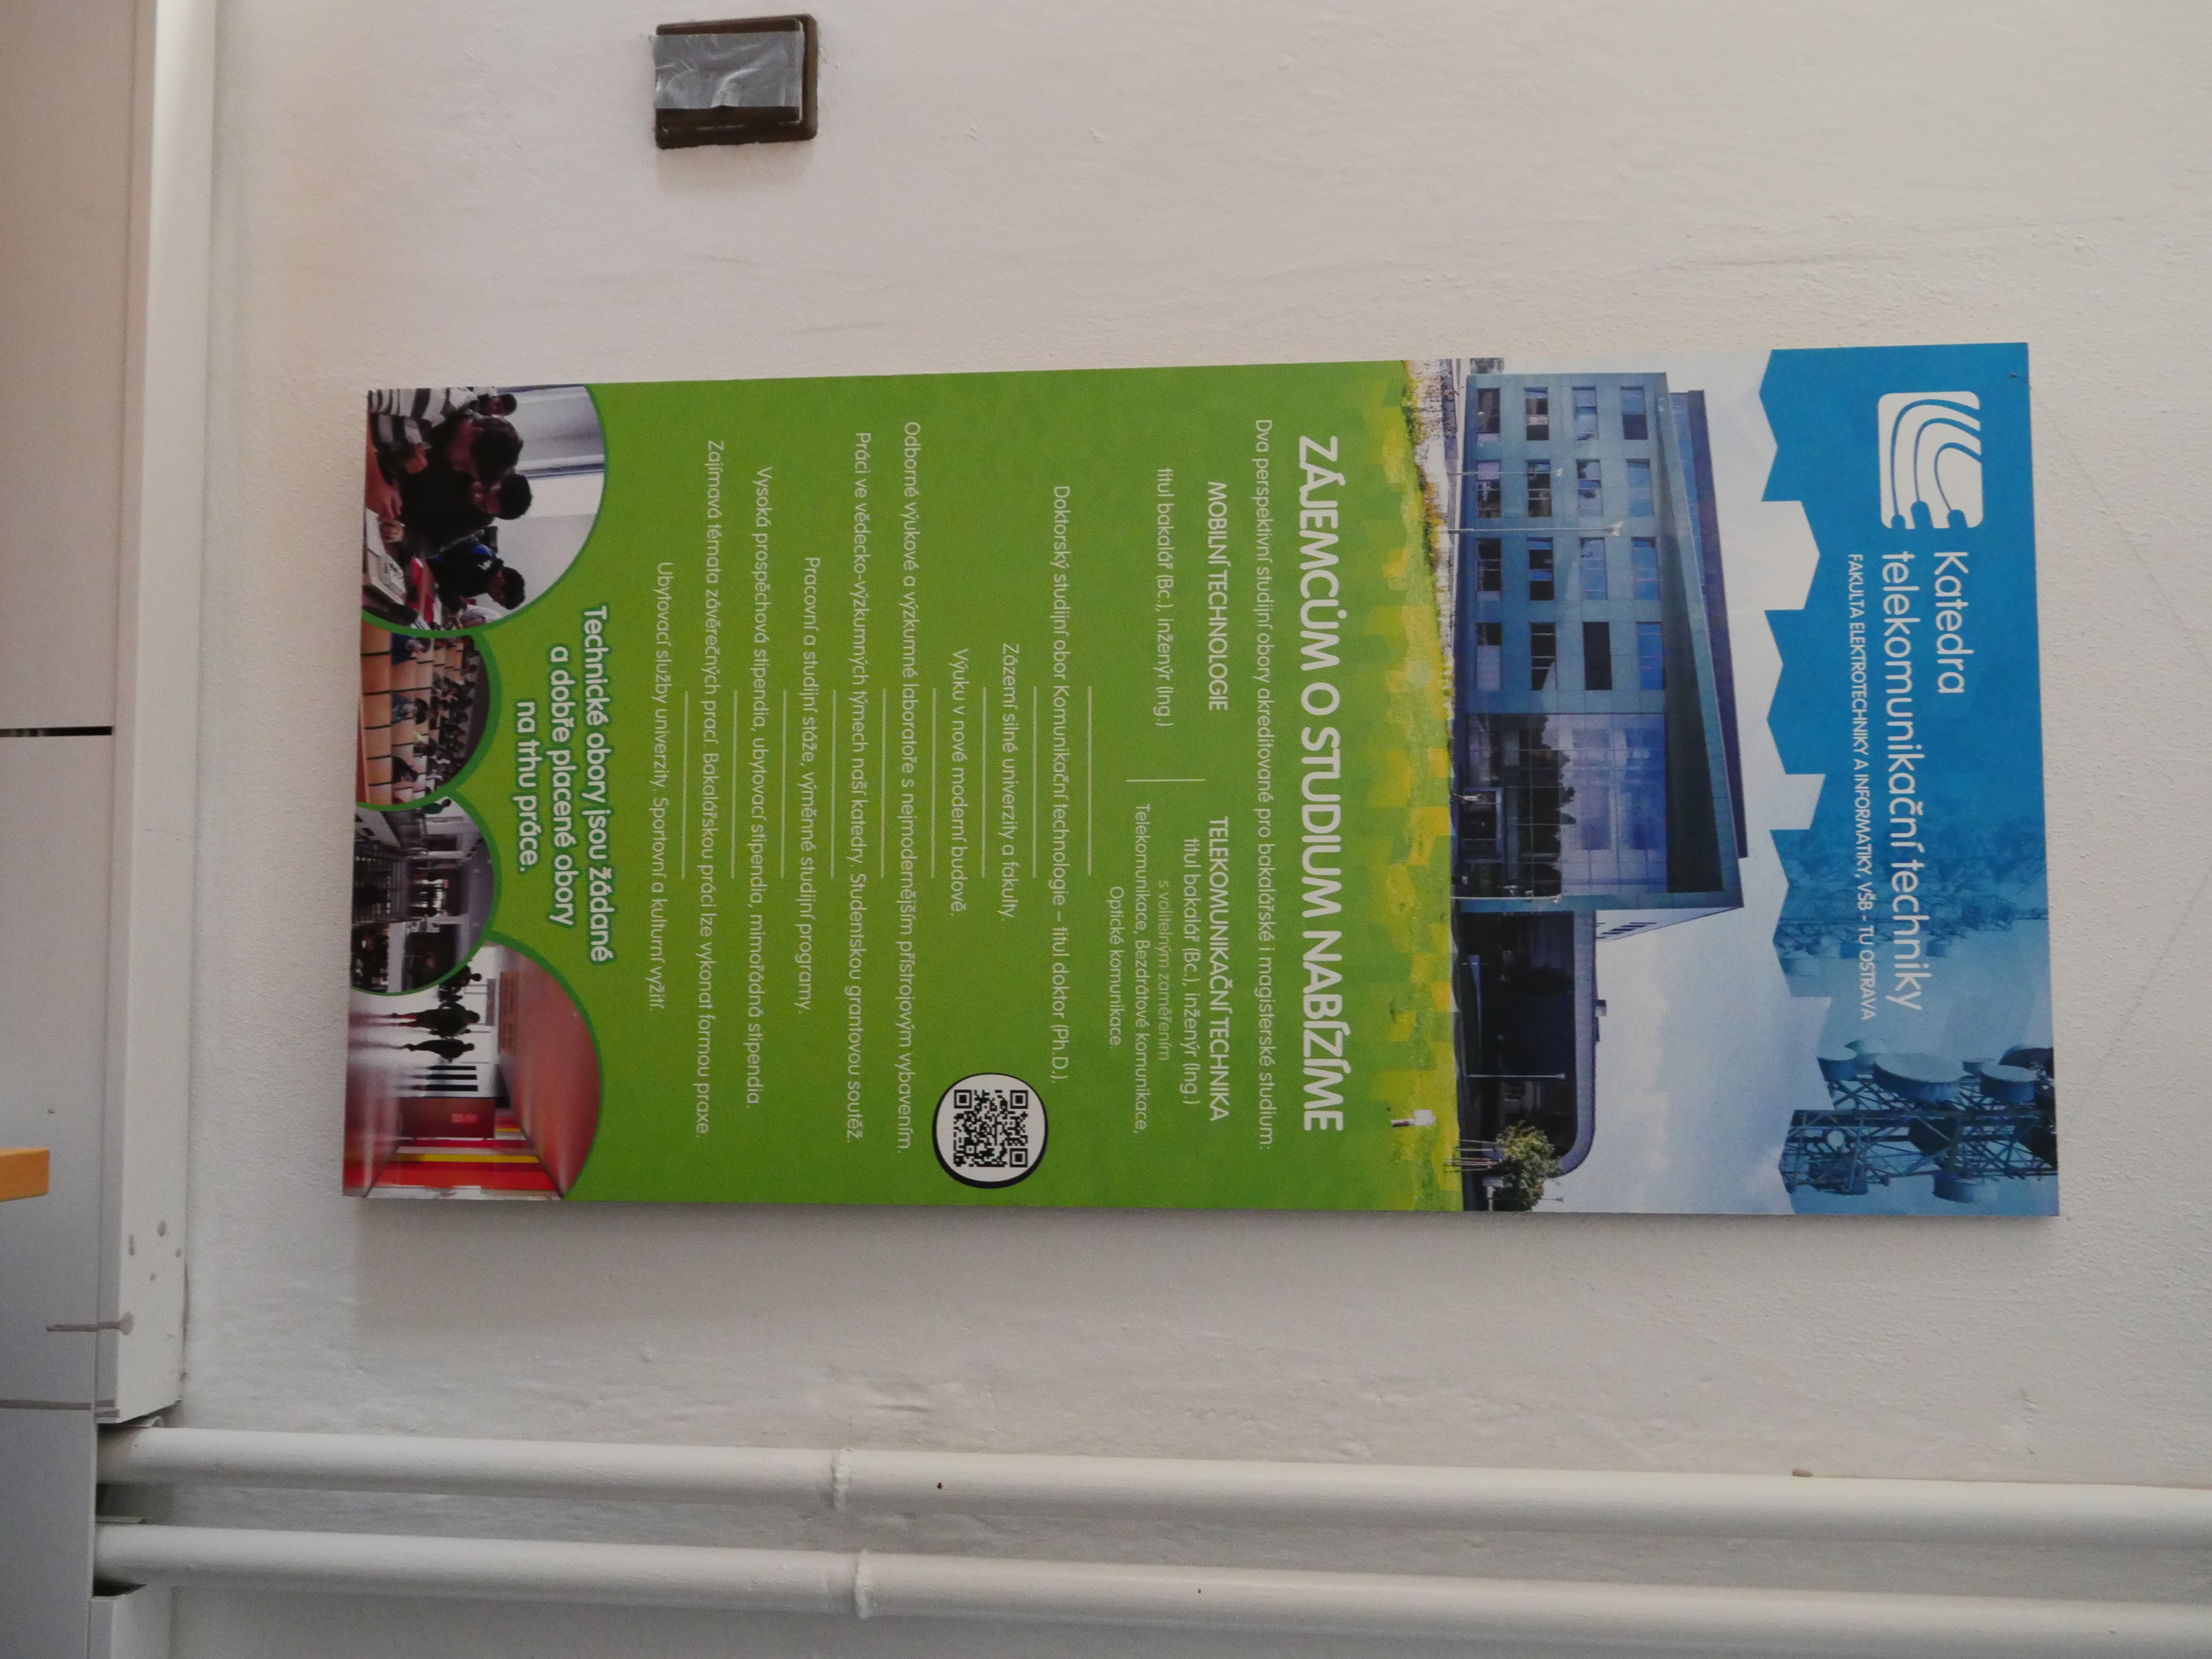 Katedra
telekomunikační techniky
FAKULTA ELEKTROTECHNIKY A INFORMATIKY, VŠB - TU OSTRAVA
ZÁJEMCŮM O STUDIUM NABÍZÍME
Dva perspektivní studijní obory akreditované pro bakalářské i magisterské studium:
MOBILNÍ TECHNOLOGIE
titul bakalář (Bc.), inženýr (Ing.)
TELEKOMUNIKAČNÍ TECHNIKA
titul bakalář (Bc.), inženýr (Ing.)
s volitelným zaměřením
Telekomunikace, Bezdrátové komunikace,
Optické komunikace.
Doktorský studijní obor Komunikační technologie – titul doktor (Ph.D.).
Zázemí silné univerzity a fakulty.
Výuku v nové moderní budově.
Odborné výukové a výzkumné laboratoře s nejmodernějším přístrojovým vybavením.
Práci ve vědecko-výzkumných týmech naší katedry. Studentskou grantovou soutěž.
Pracovní a studijní stáže, výměnné studijní programy.
Vysoká prospěchová stipendia, ubytovací stipendia, mimořádná stipendia.
Zajímavá témata závěrečných prací. Bakalářskou práci lze vykonat formou praxe.
Ubytovací služby univerzity. Sportovní a kulturní vyžití.
Technické obory jsou žádané
a dobře placené obory
na trhu práce.